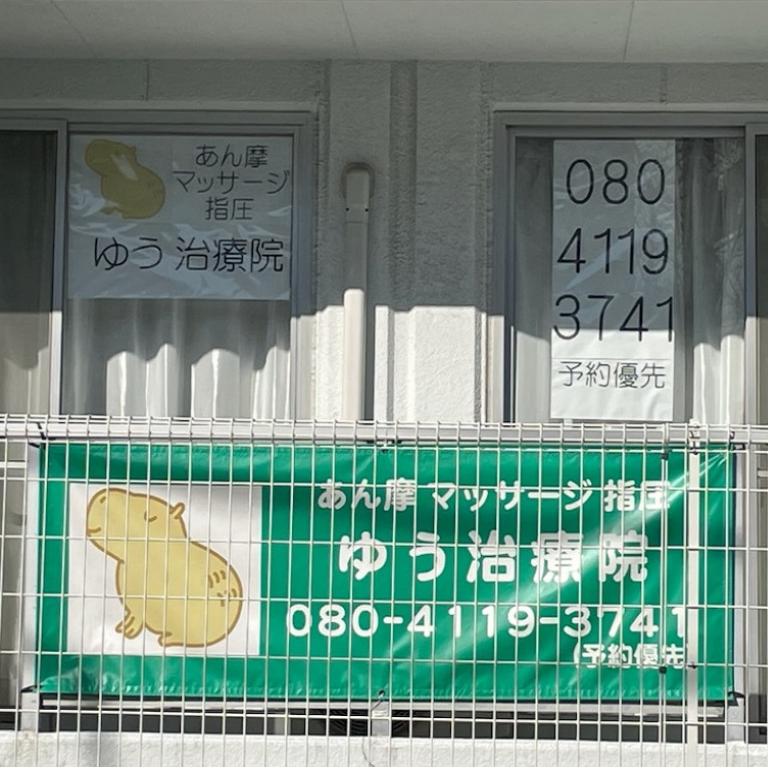 あん摩
マッサージ
指圧
ゆう治療院
080
4119
3741
予約優先
あん摩 マッサージ 指圧
ゆう治療院
080-4119-3741
(予約優先)